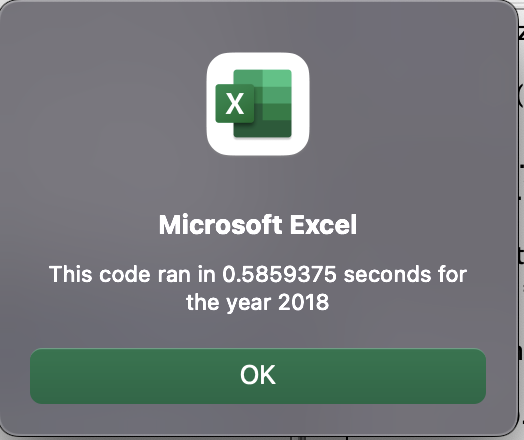 X
Microsoft Excel
This code ran in 0.5859375 seconds for
the year 2018
OK